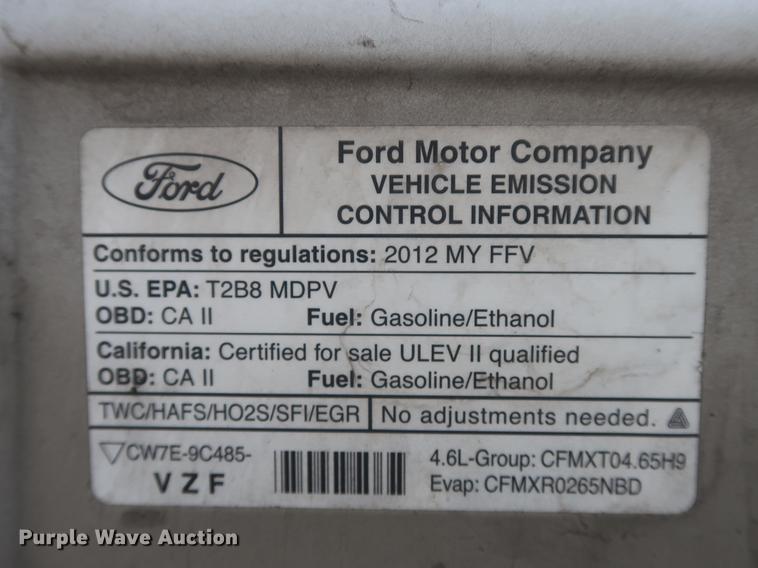 Ford
Ford Motor Company
VEHICLE EMISSION
CONTROL INFORMATION
Conforms to regulations: 2012 MY FFV
U.S. EPA: T2B8 MDPV
OBD: CA II Fuel: Gasoline/Ethanol
California: Certified for sale ULEV II qualified
OBD: CA II Fuel: Gasoline/Ethanol
TWC/HAFS/HO2S/SFI/EGR No adjustments needed.
CW7E-9C485- 4.6L-Group: CFMXT04.65H9
V Z F Evap: CFMXR0265NBD
Purple Wave Auction